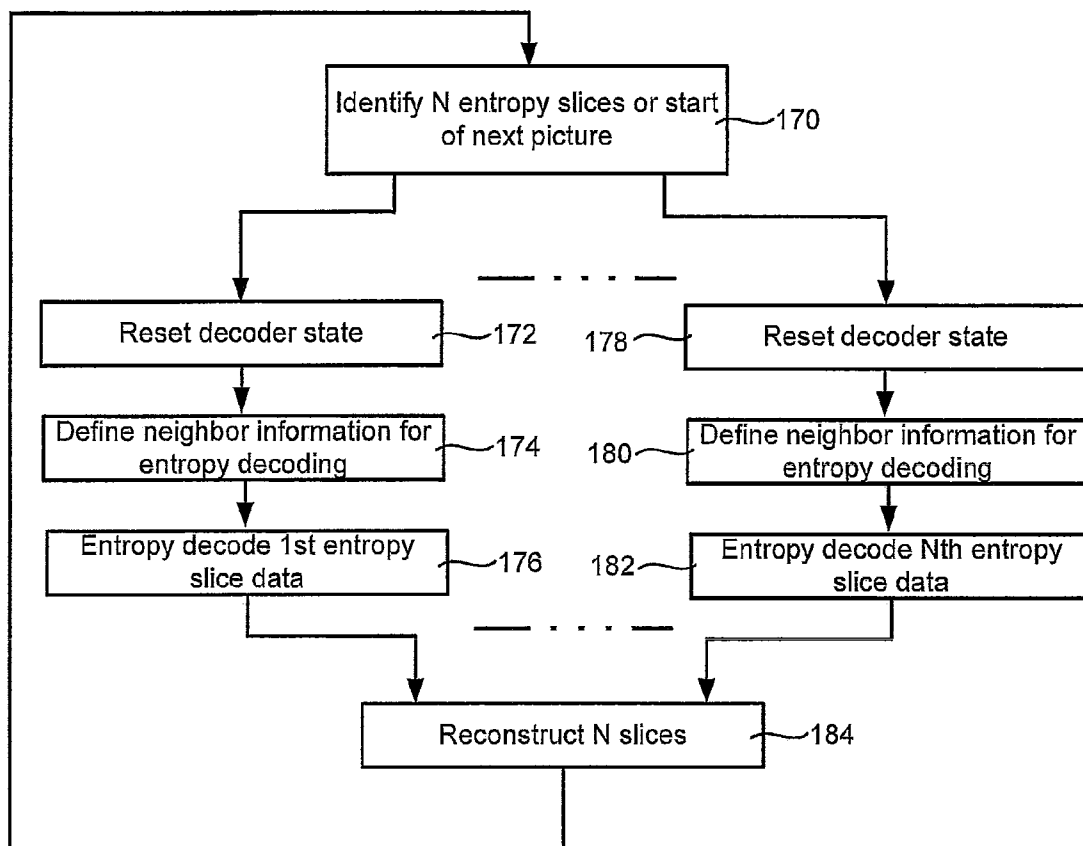 Identify N entropy slices or start
of next picture
170
Reset decoder state
172
178
Reset decoder state
Define neighbor information for
entropy decoding
174
180
Define neighbor information for
entropy decoding
Entropy decode 1st entropy
slice data
176
182
Entropy decode Nth entropy
slice data
Reconstruct N slices
184